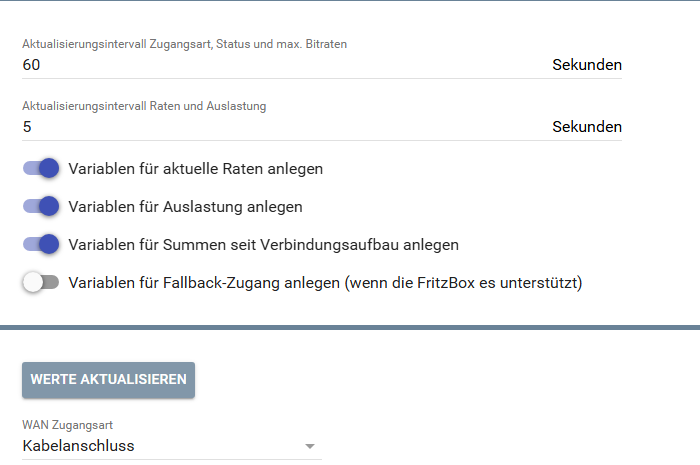 Aktualisierungsintervall Zugangsart, Status und max. Bitraten
60 Sekunden
Aktualisierungsintervall Raten und Auslastung
5 Sekunden
Variablen für aktuelle Raten anlegen
Variablen für Auslastung anlegen
Variablen für Summen seit Verbindungsaufbau anlegen
Variablen für Fallback-Zugang anlegen (wenn die FritzBox es unterstützt)
WERTE AKTUALISIEREN
WAN Zugangsart
Kabelanschluss